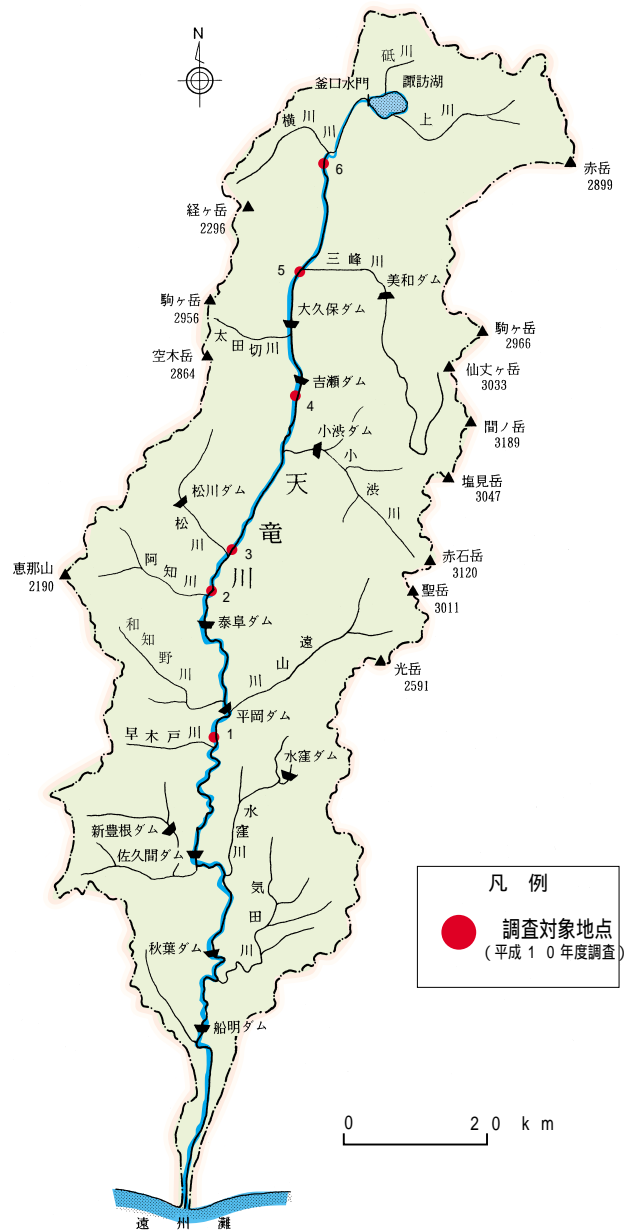 N
砥川
釜口水門
諏訪湖
横川川
上川
6
赤岳
2899
経ヶ岳
2296
5
三峰川
美和ダム
駒ヶ岳
2956
大久保ダム
太田切川
駒ヶ岳
2966
空木岳
2864
仙丈ヶ岳
3033
吉瀬ダム
4
間ノ岳
3189
小渋ダム
小渋川
塩見岳
3047
天竜川
松川ダム
松川
3
阿知川
恵那山
2190
赤石岳
3120
2
聖岳
3011
泰阜ダム
和知野川
遠山川
光岳
2591
平岡ダム
早木戸川
1
水窪ダム
水窪川
新豊根ダム
佐久間ダム
気田川
凡 例
調査対象地点
(平成10年度調査)
秋葉ダム
船明ダム
0 20km
遠州灘